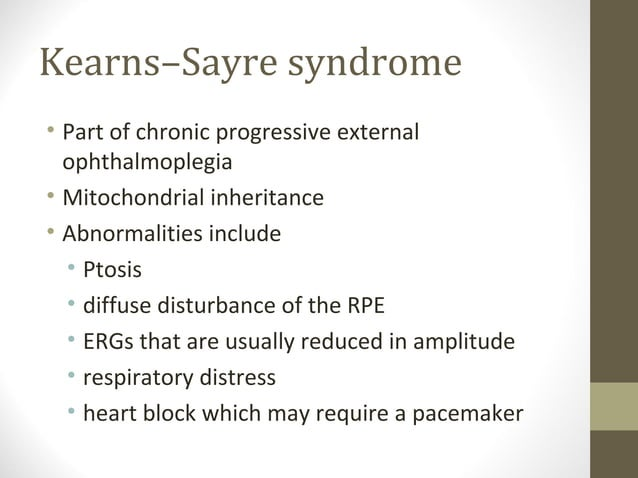 Kearns–Sayre syndrome
• Part of chronic progressive external
ophthalmoplegia
• Mitochondrial inheritance
• Abnormalities include
• Ptosis
• diffuse disturbance of the RPE
• ERGs that are usually reduced in amplitude
• respiratory distress
• heart block which may require a pacemaker